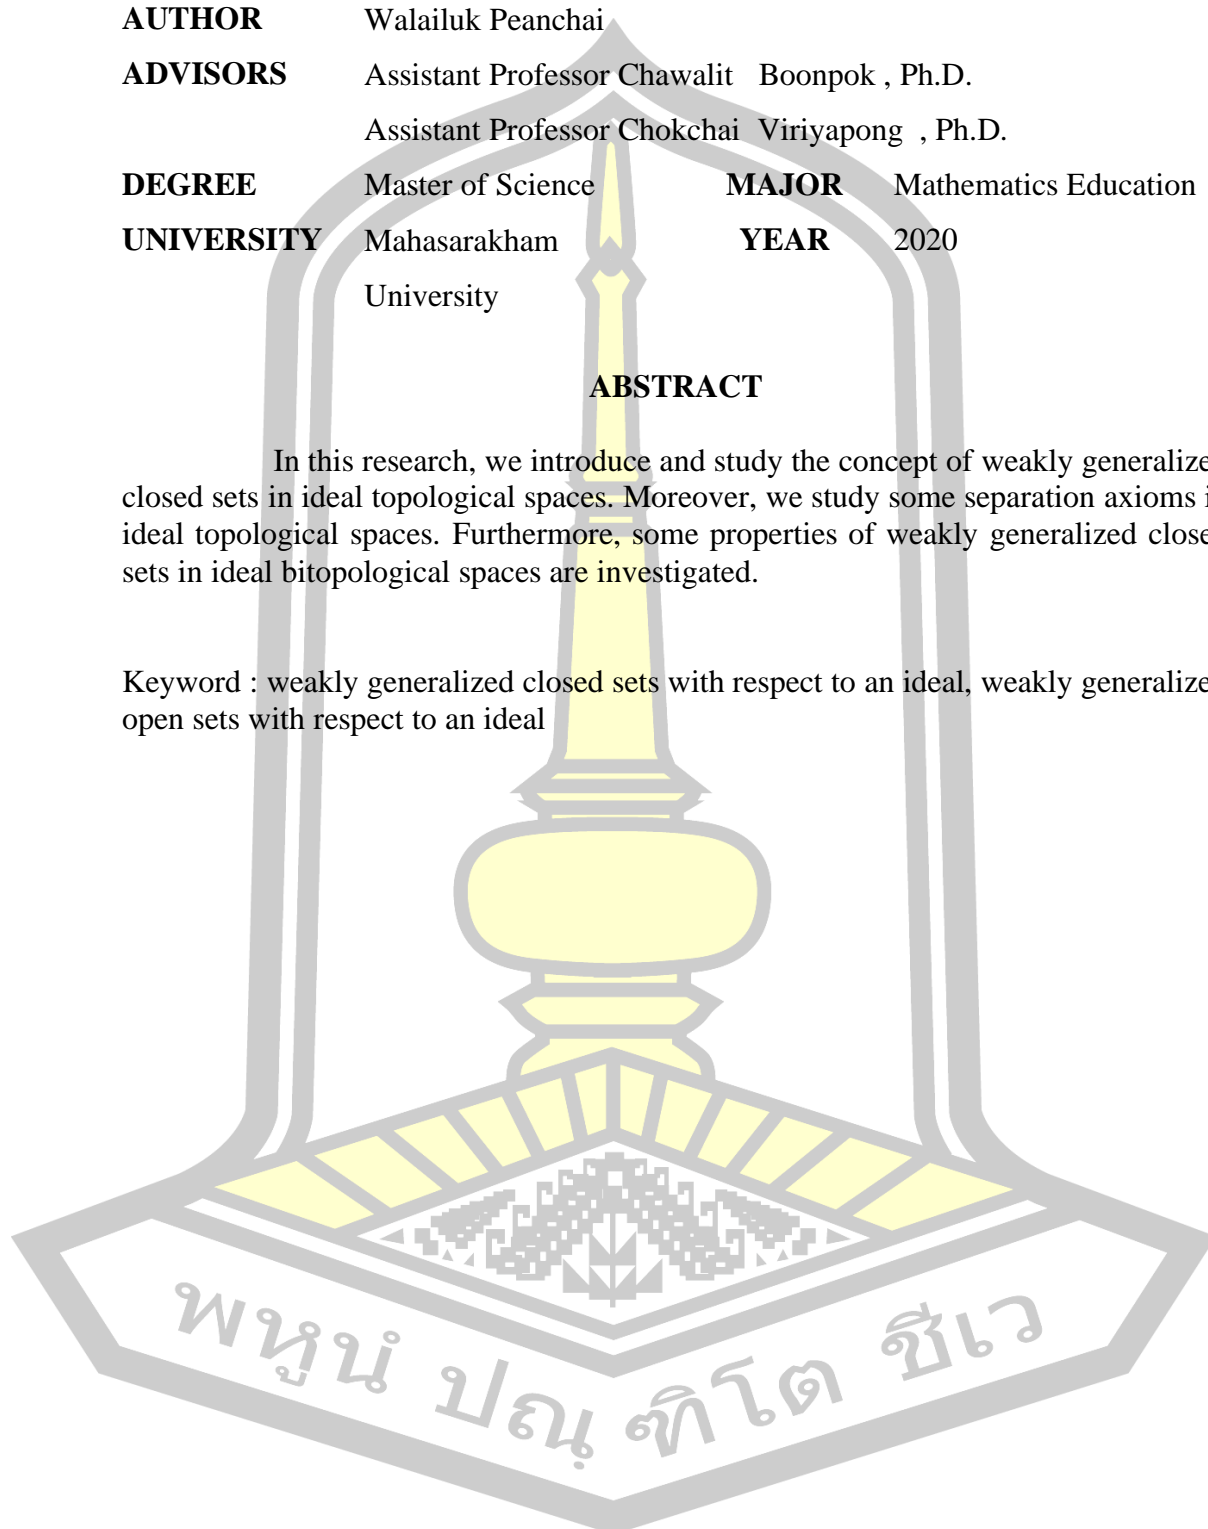 AUTHOR Walailuk Peanchai
ADVISORS Assistant Professor Chawalit Boonpok , Ph.D.
Assistant Professor Chokchai Viriyapong , Ph.D.
DEGREE Master of Science MAJOR Mathematics Education
UNIVERSITY Mahasarakham YEAR 2020
University
ABSTRACT
In this research, we introduce and study the concept of weakly generalize
closed sets in ideal topological spaces. Moreover, we study some separation axioms i
ideal topological spaces. Furthermore, some properties of weakly generalized close
sets in ideal bitopological spaces are investigated.
Keyword : weakly generalized closed sets with respect to an ideal, weakly generalize
open sets with respect to an ideal
พหูนํ ปณฺฑิโต ชีเว